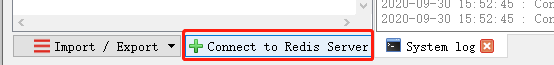 2020-09-30 15:52:45 : Con
2020-09-30 15:52:45 : Co
Import / Export
Connect to Redis Server
System log